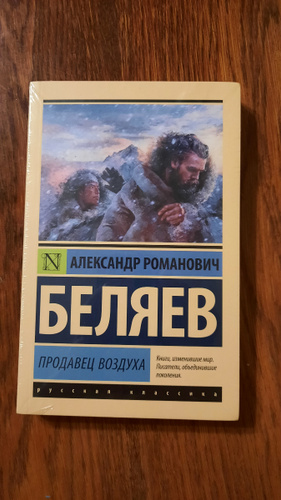 N
АЛЕКСАНДР РОМАНОВИЧ
БЕЛЯЕВ
ПРОДАВЕЦ ВОЗДУХА
Книги, изменившие мир.
Писатели, объединившие
поколения.
русская классика